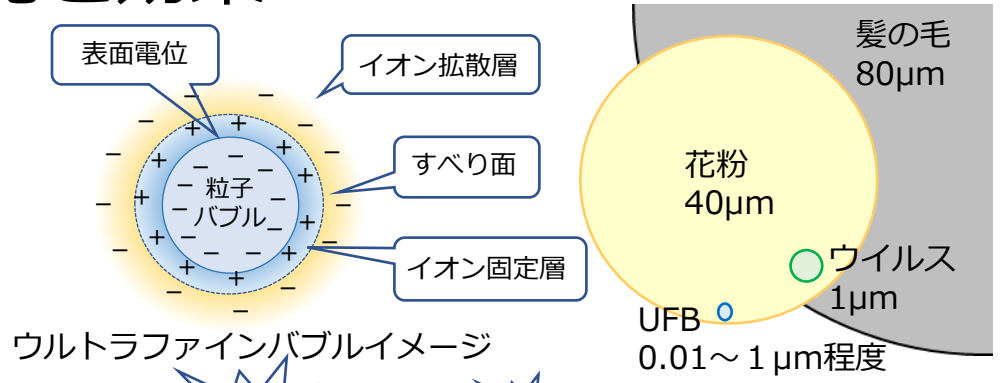 表面電位
イオン拡散層
すべり面
イオン固定層
粒子
バブル
ウルトラファインバブルイメージ
髪の毛
80μm
花粉
40μm
ウイルス
1μm
UFB
0.01～１μm程度